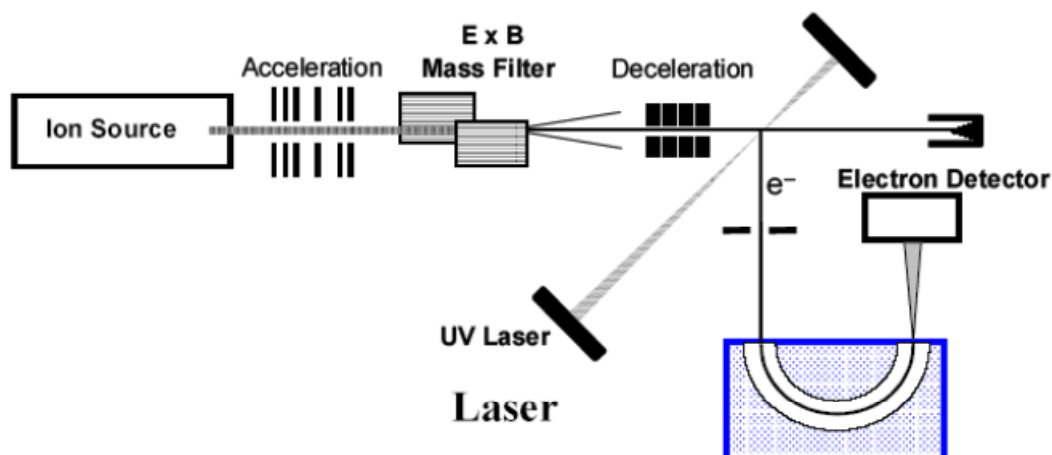 E x B
Acceleration
Mass Filter
Deceleration
Ion Source
e–
Electron Detector
UV Laser
Laser